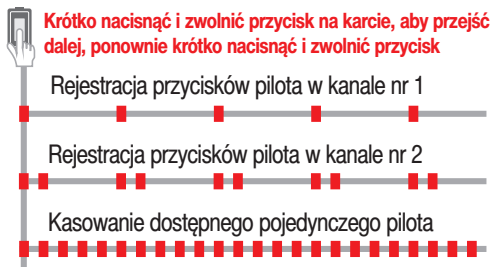 Krótko nacisnąć i zwolnić przycisk na karcie, aby przejść
dalej, ponownie krótko nacisnąć i zwolnić przycisk
Rejestracja przycisków pilota w kanale nr 1
Rejestracja przycisków pilota w kanale nr 2
Kasowanie dostępnego pojedynczego pilota